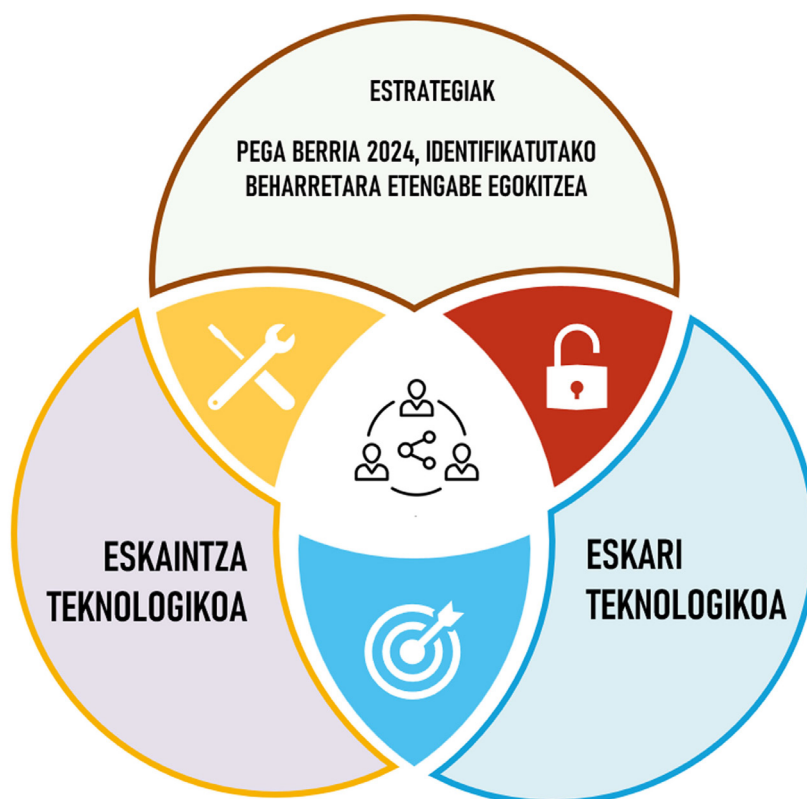 ESTRATEGIAK
PEGA BERRIA 2024, IDENTIFIKATUTAKO
BEHARRETARA ETENGABE EGOKITZEA
ESKAINTZA
TEKNOLOGIKOA
ESKARI
TEKNOLOGIKOA